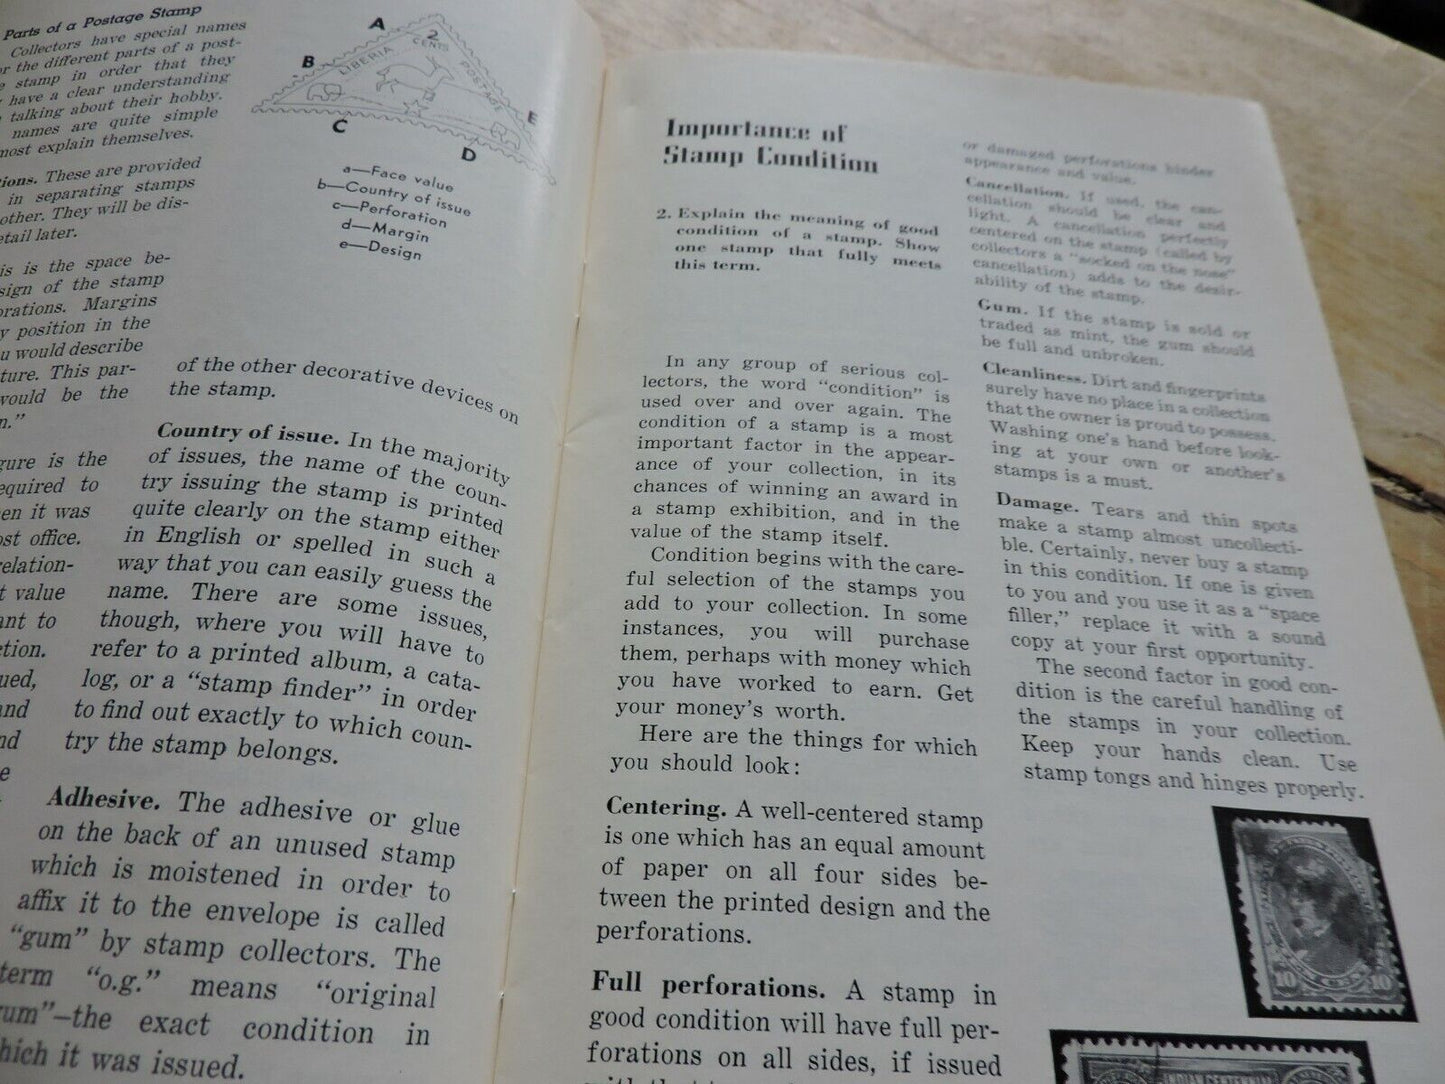 Parts of a Postage Stamp
Collectors have special names
or the different parts of a post-
stamp in order that they
have a clear understanding
talking about their hobby.
names are quite simple
most explain themselves.
These are provided
in separating stamps
other. They will be dis-
later.
is is the space be-
sign of the stamp
orations. Margins
y position in the
u would describe
ture. This par-
would be the
gure is the
equired to
en it was
ost office.
relation-
t value
ant to
tion.
ued,
and
nd
A
B
C
D
E
2
CENTS
LIBERIA
POSTAGE
a—Face value
b—Country of issue
c—Perforation
d—Margin
e—Design
of the other decorative devices on
the stamp.
Country of issue. In the majority
of issues, the name of the coun-
try issuing the stamp is printed
quite clearly on the stamp either
in English or spelled in such a
way that you can easily guess the
name. There are some issues,
though, where you will have to
refer to a printed album, a cata-
log, or a "stamp finder" in order
to find out exactly to which coun-
try the stamp belongs.
Adhesive. The adhesive or glue
on the back of an unused stamp
which is moistened in order to
affix it to the envelope is called
"gum" by stamp collectors. The
term "o.g." means "original
gum"—the exact condition in
which it was issued.
Importance of
Stamp Condition
2. Explain the meaning of good
condition of a stamp. Show
one stamp that fully meets
this term.
In any group of serious col-
lectors, the word "condition" is
used over and over again. The
condition of a stamp is a most
important factor in the appear-
ance of your collection, in its
chances of winning an award in
a stamp exhibition, and in the
value of the stamp itself.
Condition begins with the care-
ful selection of the stamps you
add to your collection. In some
instances, you will purchase
them, perhaps with money which
you have worked to earn. Get
your money's worth.
Here are the things for which
you should look:
Centering. A well-centered stamp
is one which has an equal amount
of paper on all four sides be-
tween the printed design and the
perforations.
Full perforations. A stamp in
good condition will have full per-
forations on all sides, if issued
or damaged perforations hinder
appearance and value.
Cancellation. If used, the can-
cellation should be clear and
light. A cancellation perfectly
centered on the stamp (called by
collectors a "socked on the nose"
cancellation) adds to the desir-
ability of the stamp.
Gum. If the stamp is sold or
traded as mint, the gum should
be full and unbroken.
Cleanliness. Dirt and fingerprints
surely have no place in a collection
that the owner is proud to possess.
Washing one's hand before look-
ing at your own or another's
stamps is a must.
Damage. Tears and thin spots
make a stamp almost uncollecti-
ble. Certainly, never buy a stamp
in this condition. If one is given
to you and you use it as a "space
filler," replace it with a sound
copy at your first opportunity.
The second factor in good con-
dition is the careful handling of
the stamps in your collection.
Keep your hands clean. Use
stamp tongs and hinges properly.
10
10